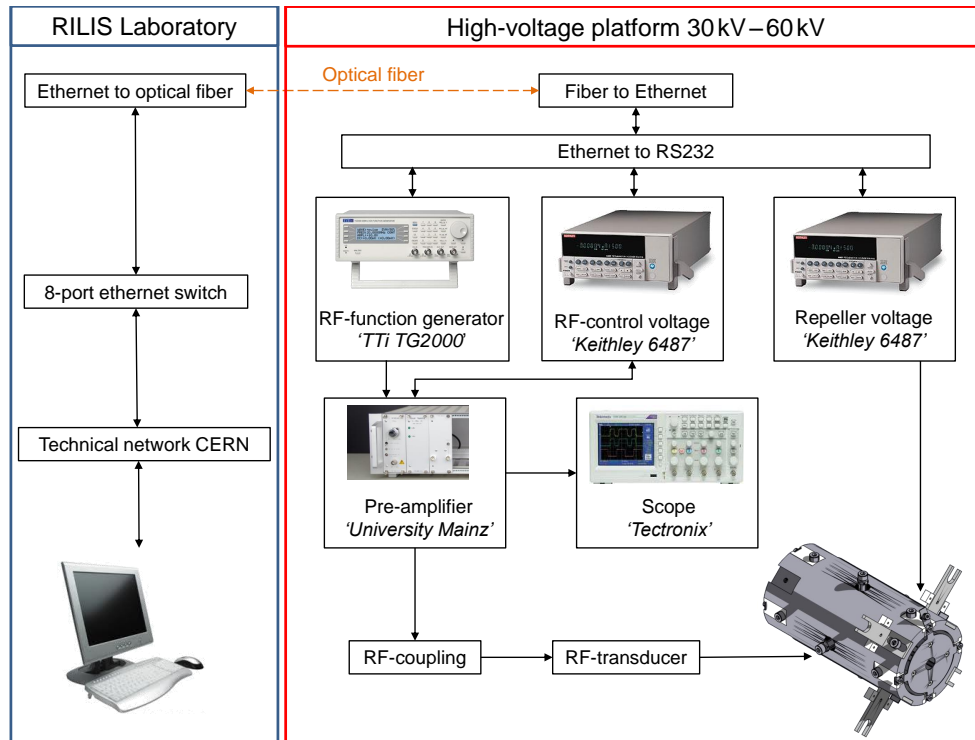 RILIS Laboratory
High-voltage platform 30 kV – 60 kV
Optical fiber
Ethernet to optical fiber
Fiber to Ethernet
Ethernet to RS232
8-port ethernet switch
RF-function generator
'TTi TG2000'
RF-control voltage
'Keithley 6487'
Repeller voltage
'Keithley 6487'
Technical network CERN
Pre-amplifier
'University Mainz'
Scope
'Tectronix'
RF-coupling
RF-transducer